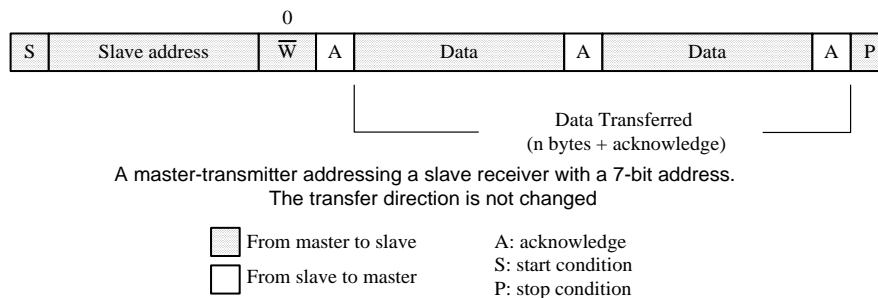 0
S Slave address W̅ A Data A Data A P
Data Transferred
(n bytes + acknowledge)
A master-transmitter addressing a slave receiver with a 7-bit address.
The transfer direction is not changed
From master to slave
From slave to master
A: acknowledge
S: start condition
P: stop condition